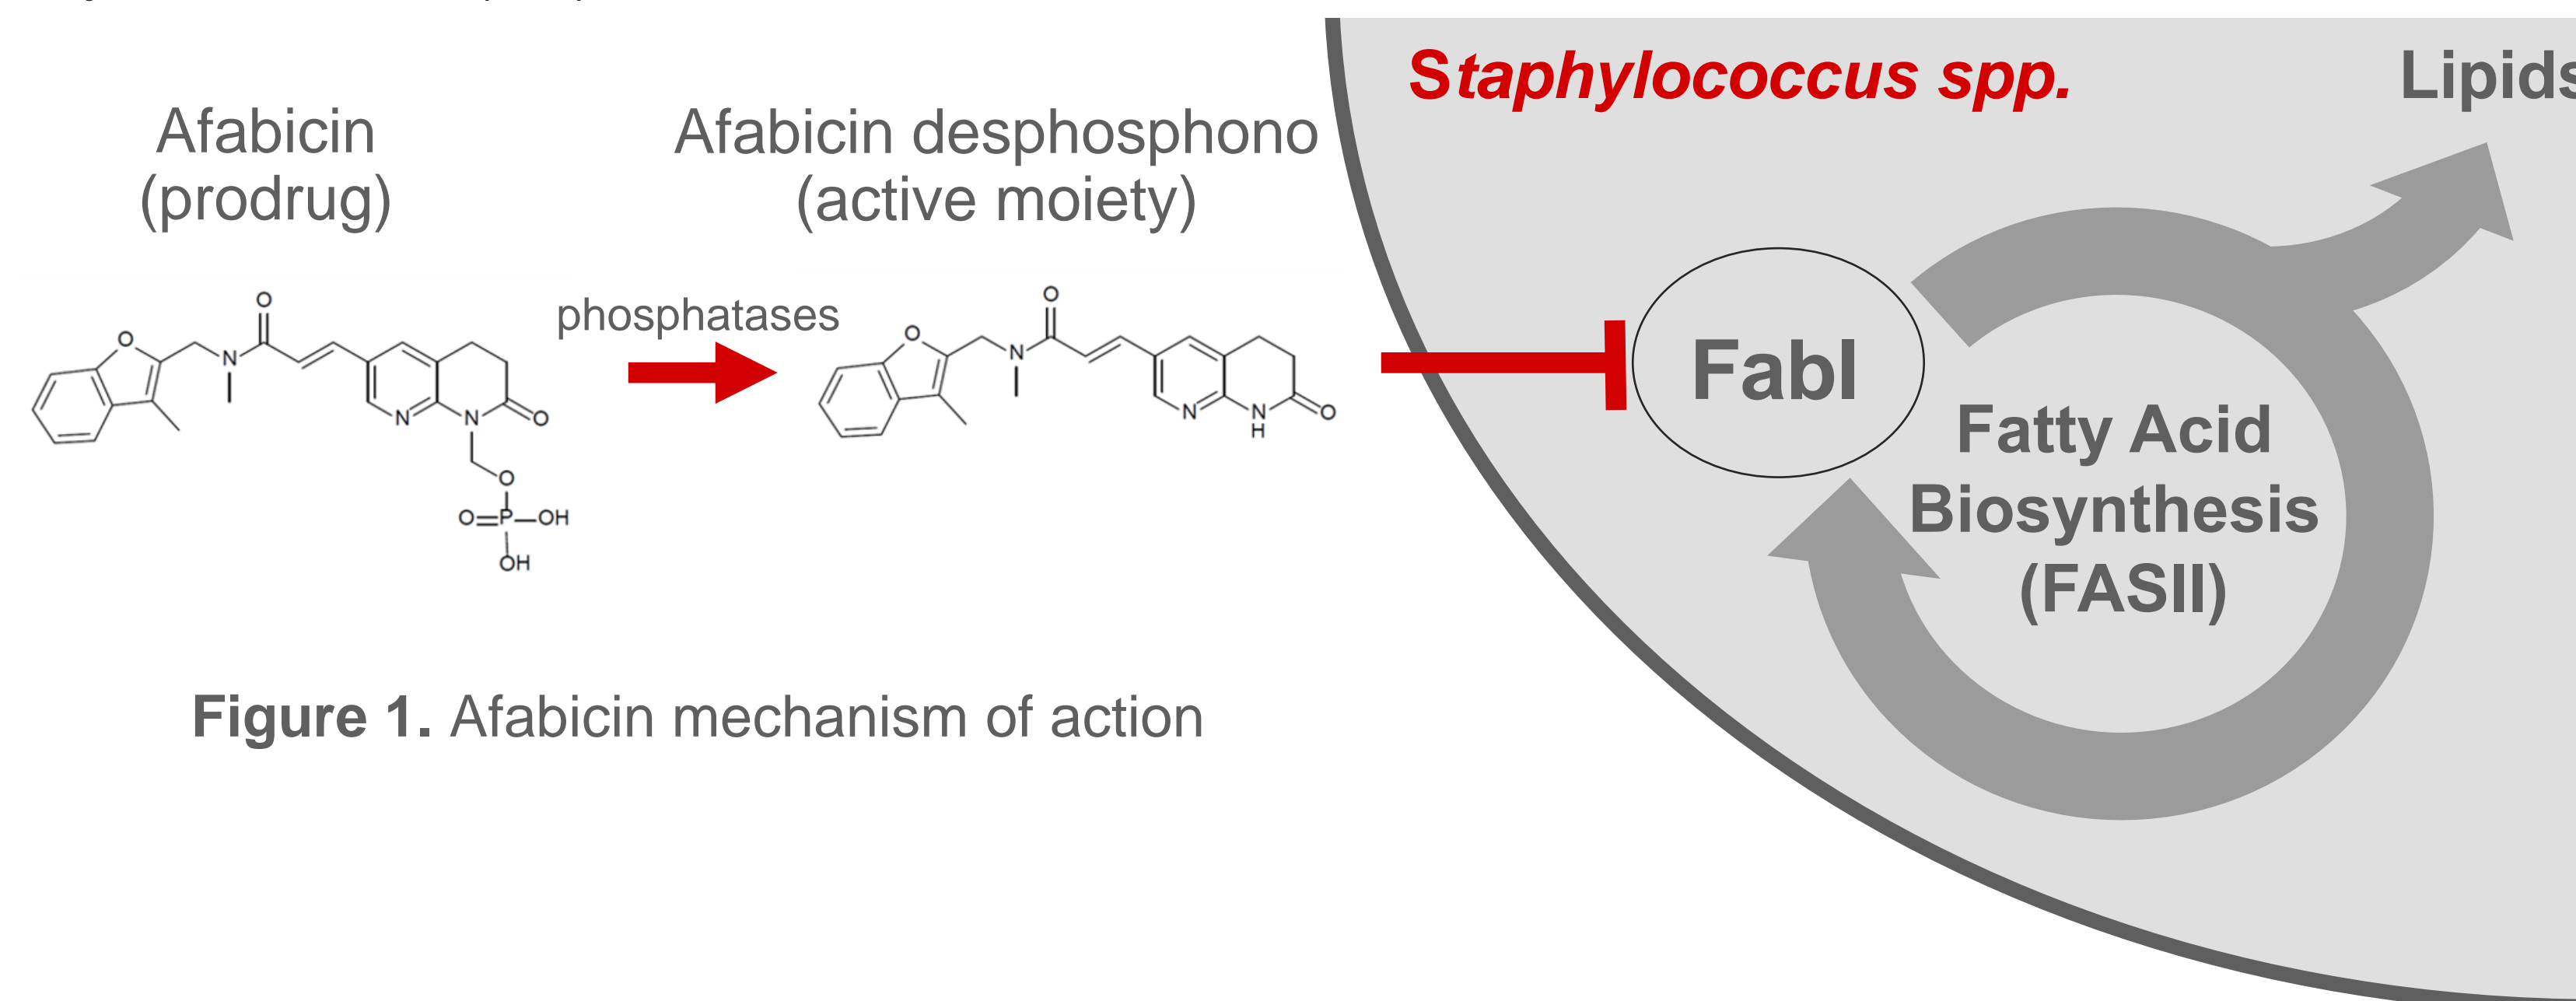 Afabicin
(prodrug)
Afabicin desphosphono
(active moiety)
phosphatases
O
O
N
N
N
O
O
O=P—OH
OH
O
O
N
N
N
H
O
Staphylococcus spp.
Lipids
FabI
Fatty Acid
Biosynthesis
(FASII)
Figure 1. Afabicin mechanism of action